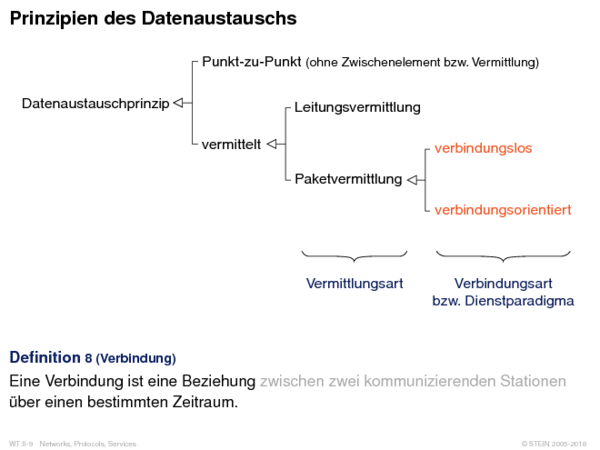 Prinzipien des Datenaustauschs
Punkt-zu-Punkt (ohne Zwischenelement bzw. Vermittlung)
Datenaustauschprinzip
Leitungsvermittlung
vermittelt
verbindungslos
Paketvermittlung
verbindungsorientiert
Vermittlungsart
Verbindungsart
bzw. Dienstparadigma
Definition 8 (Verbindung)
Eine Verbindung ist eine Beziehung zwischen zwei kommunizierenden Stationen
über einen bestimmten Zeitraum.
WT:II-9 Networks, Protocols, Services
© STEIN 2005-2018